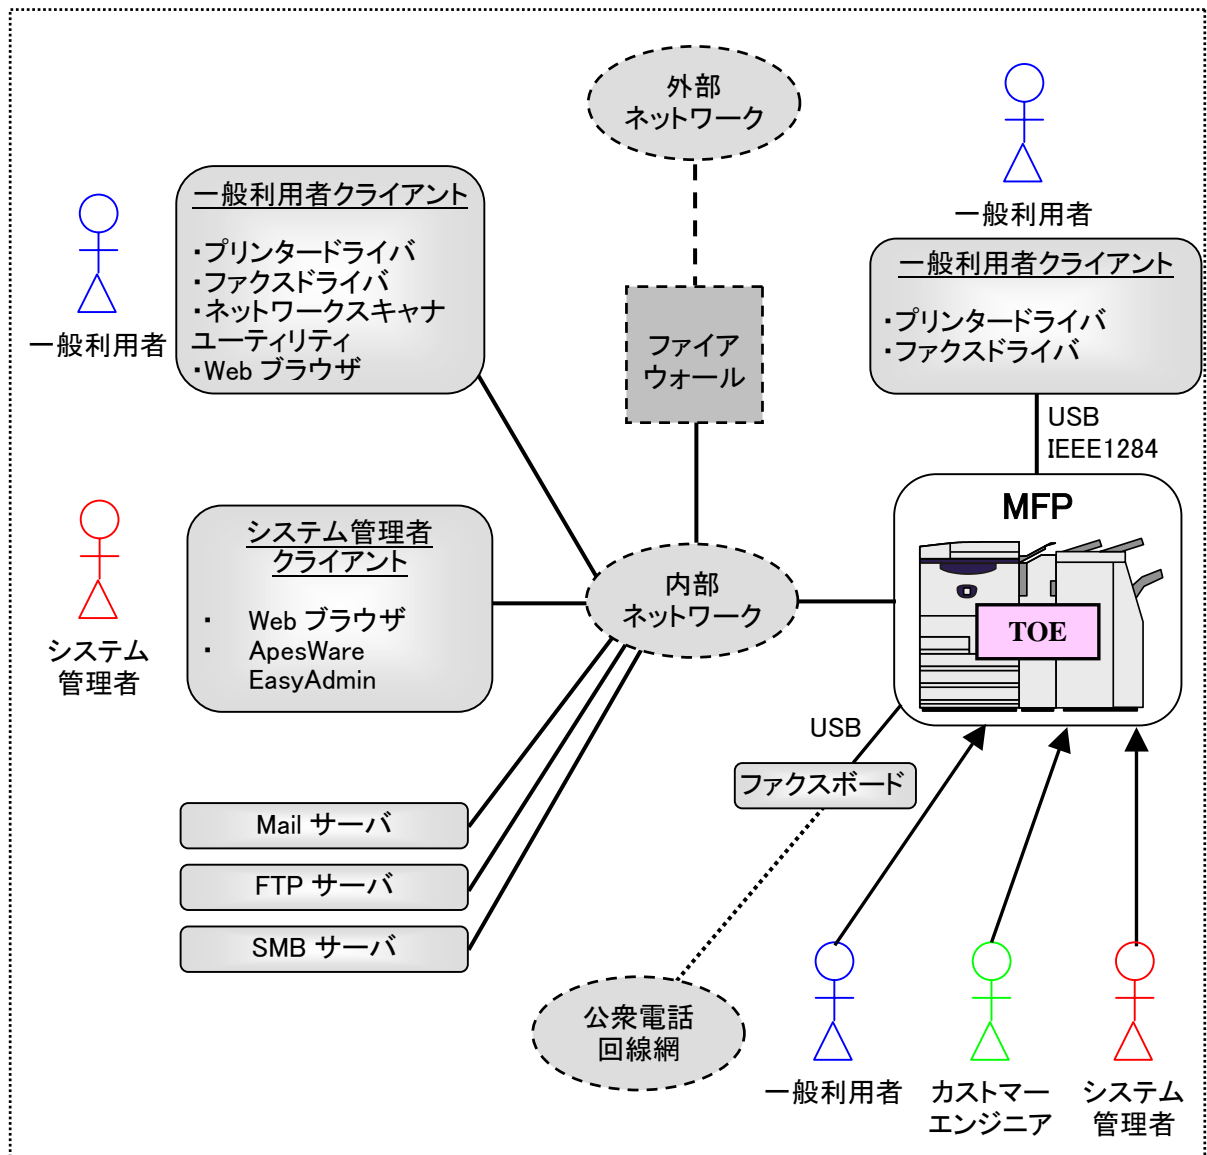 外部
ネットワーク
一般利用者
一般利用者クライアント
・プリンタードライバ
・ファクスドライバ
・ネットワークスキャナ
ユーティリティ
・Web ブラウザ
一般利用者
一般利用者クライアント
・プリンタードライバ
・ファクスドライバ
ファイア
ウォール
USB
IEEE1284
MFP
TOE
システム管理者
クライアント
・ Web ブラウザ
・ ApesWare
EasyAdmin
システム
管理者
内部
ネットワーク
USB
ファクスボード
Mail サーバ
FTP サーバ
SMB サーバ
公衆電話
回線網
一般利用者
カストマー
エンジニア
システム
管理者